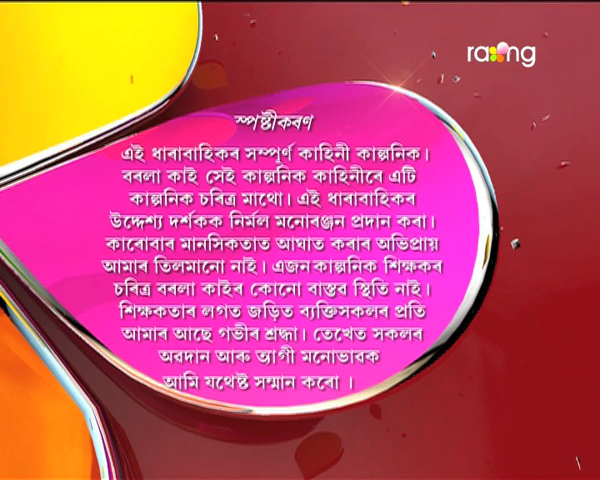 rang
স্পষ্টীকৰণ
এই ধাৰাবাহিকৰ সম্পূৰ্ণ কাহিনী কাল্পনিক।
বৰলা কাই সেই কাল্পনিক কাহিনীৰে এটি
কাল্পনিক চৰিত্ৰ মাথো। এই ধাৰাবাহিকৰ
উদ্দেশ্য দৰ্শকক নিৰ্মল মনোৰঞ্জন প্ৰদান কৰা।
কাৰোবাৰ মানসিকতাত আঘাত কৰাৰ অভিপ্ৰায়
আমাৰ তিলমানো নাই। এজন কাল্পনিক শিক্ষকৰ
চৰিত্ৰ বৰলা কাইৰ কোনো বাস্তৱ স্থিতি নাই।
শিক্ষকতাৰ লগত জড়িত ব্যক্তিসকলৰ প্ৰতি
আমাৰ আছে গভীৰ শ্ৰদ্ধা। তেখেত সকলৰ
অৱদান আৰু ত্যাগী মনোভাৱক
আমি যথেষ্ট সন্মান কৰো ।